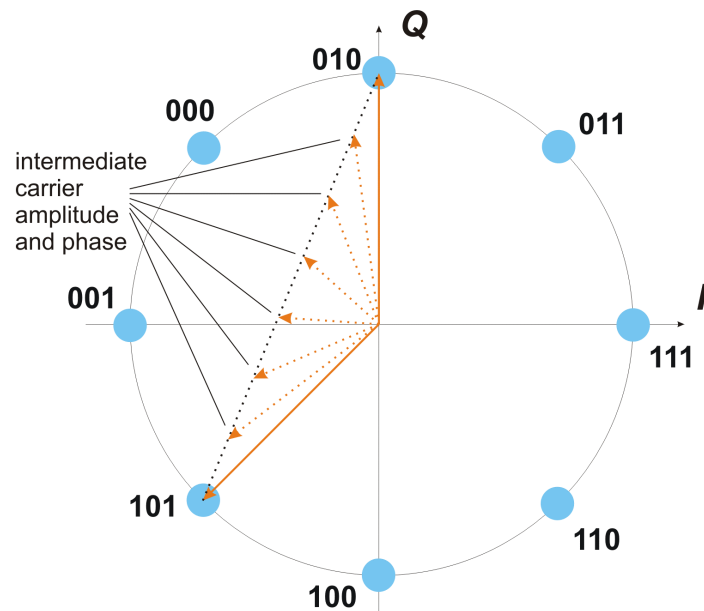 Q
010
000
011
intermediate
carrier
amplitude
and phase
001
I
111
101
110
100